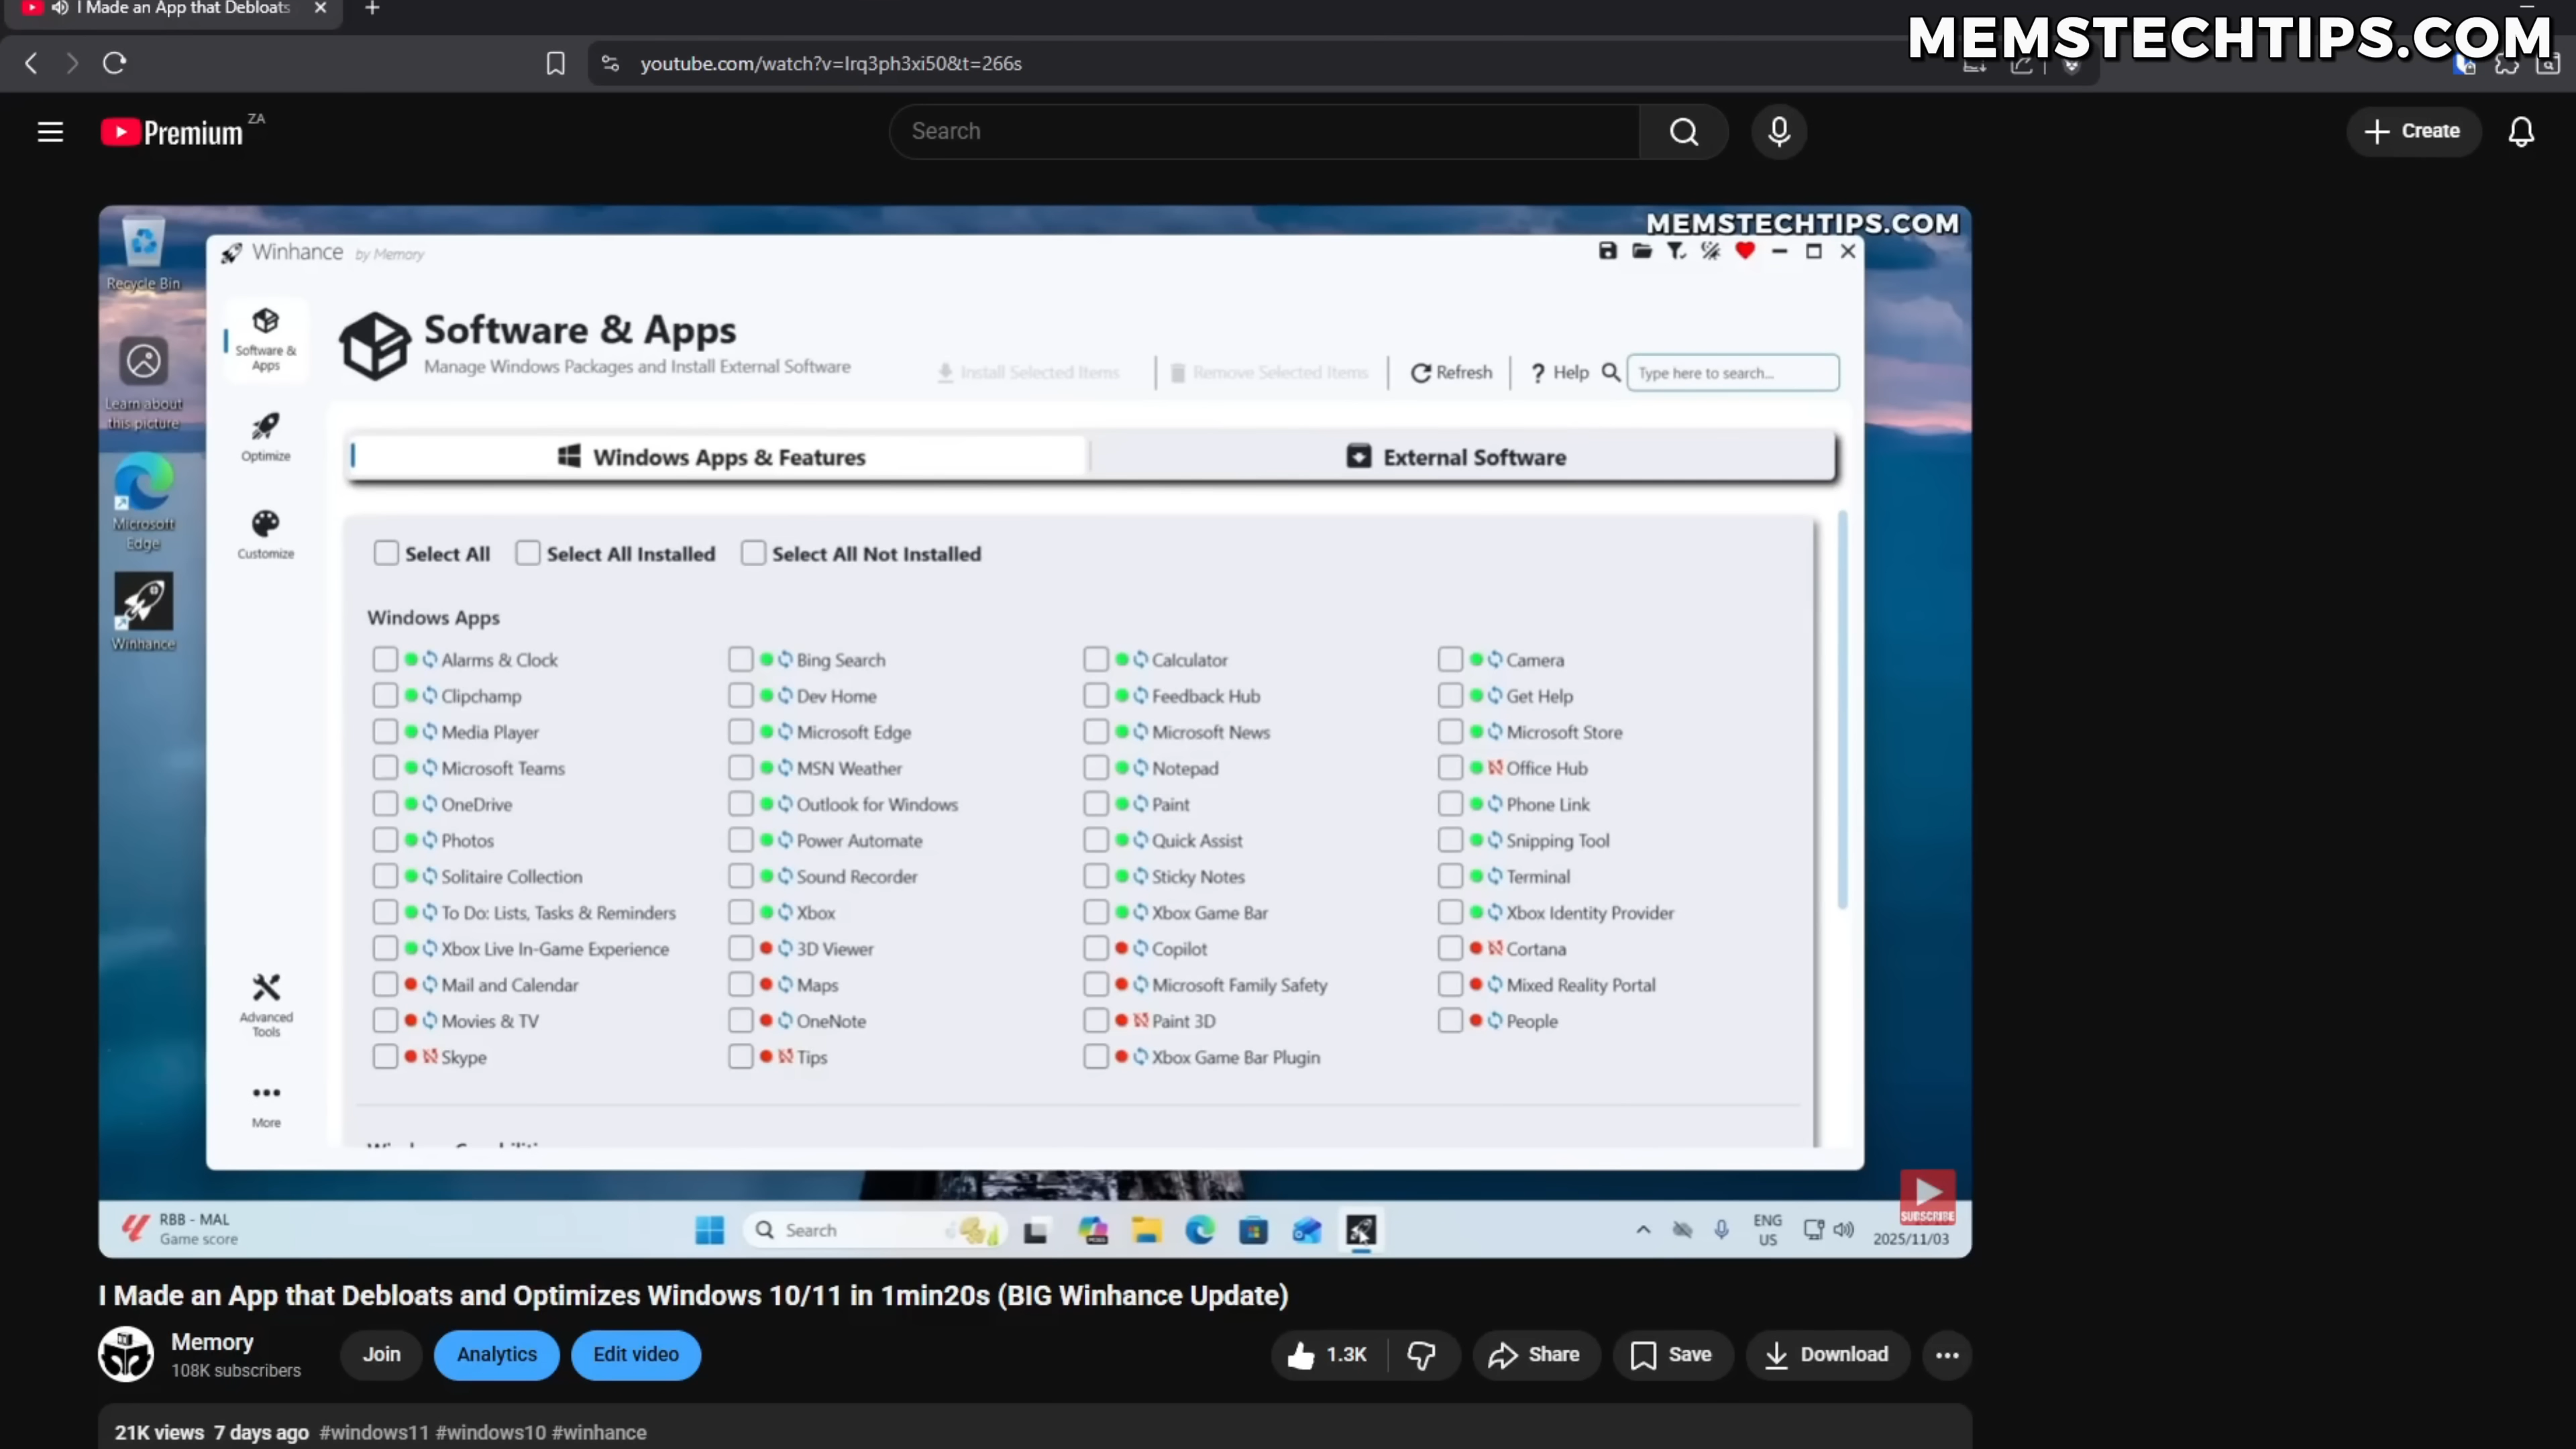 I Made an App that Debloats
MEMSTECHTIPS.COM
youtube.com/watch?v=Irq3ph3xi50&t=266s
Premium ZA
Search
Create
MEMSTECHTIPS.COM
Recycle Bin
Learn about
this picture
Microsoft
Edge
Winhance
Winhance by Memory
Software &
Apps
Optimize
Customize
Advanced
Tools
More
Software & Apps
Manage Windows Packages and Install External Software
Install Selected Items
Remove Selected Items
Refresh
? Help
Type here to search...
Windows Apps & Features
External Software
Select All
Select All Installed
Select All Not Installed
Windows Apps
Alarms & Clock
Bing Search
Calculator
Camera
Clipchamp
Dev Home
Feedback Hub
Get Help
Media Player
Microsoft Edge
Microsoft News
Microsoft Store
Microsoft Teams
MSN Weather
Notepad
Office Hub
OneDrive
Outlook for Windows
Paint
Phone Link
Photos
Power Automate
Quick Assist
Snipping Tool
Solitaire Collection
Sound Recorder
Sticky Notes
Terminal
To Do: Lists, Tasks & Reminders
Xbox
Xbox Game Bar
Xbox Identity Provider
Xbox Live In-Game Experience
3D Viewer
Copilot
Cortana
Mail and Calendar
Maps
Microsoft Family Safety
Mixed Reality Portal
Movies & TV
OneNote
Paint 3D
People
Skype
Tips
Xbox Game Bar Plugin
SUBSCRIBE
RBB - MAL
Game score
Search
ENG
US
2025/11/03
I Made an App that Debloats and Optimizes Windows 10/11 in 1min20s (BIG Winhance Update)
Memory
108K subscribers
Join
Analytics
Edit video
1.3K
Share
Save
Download
21K views 7 days ago #windows11 #windows10 #winhance